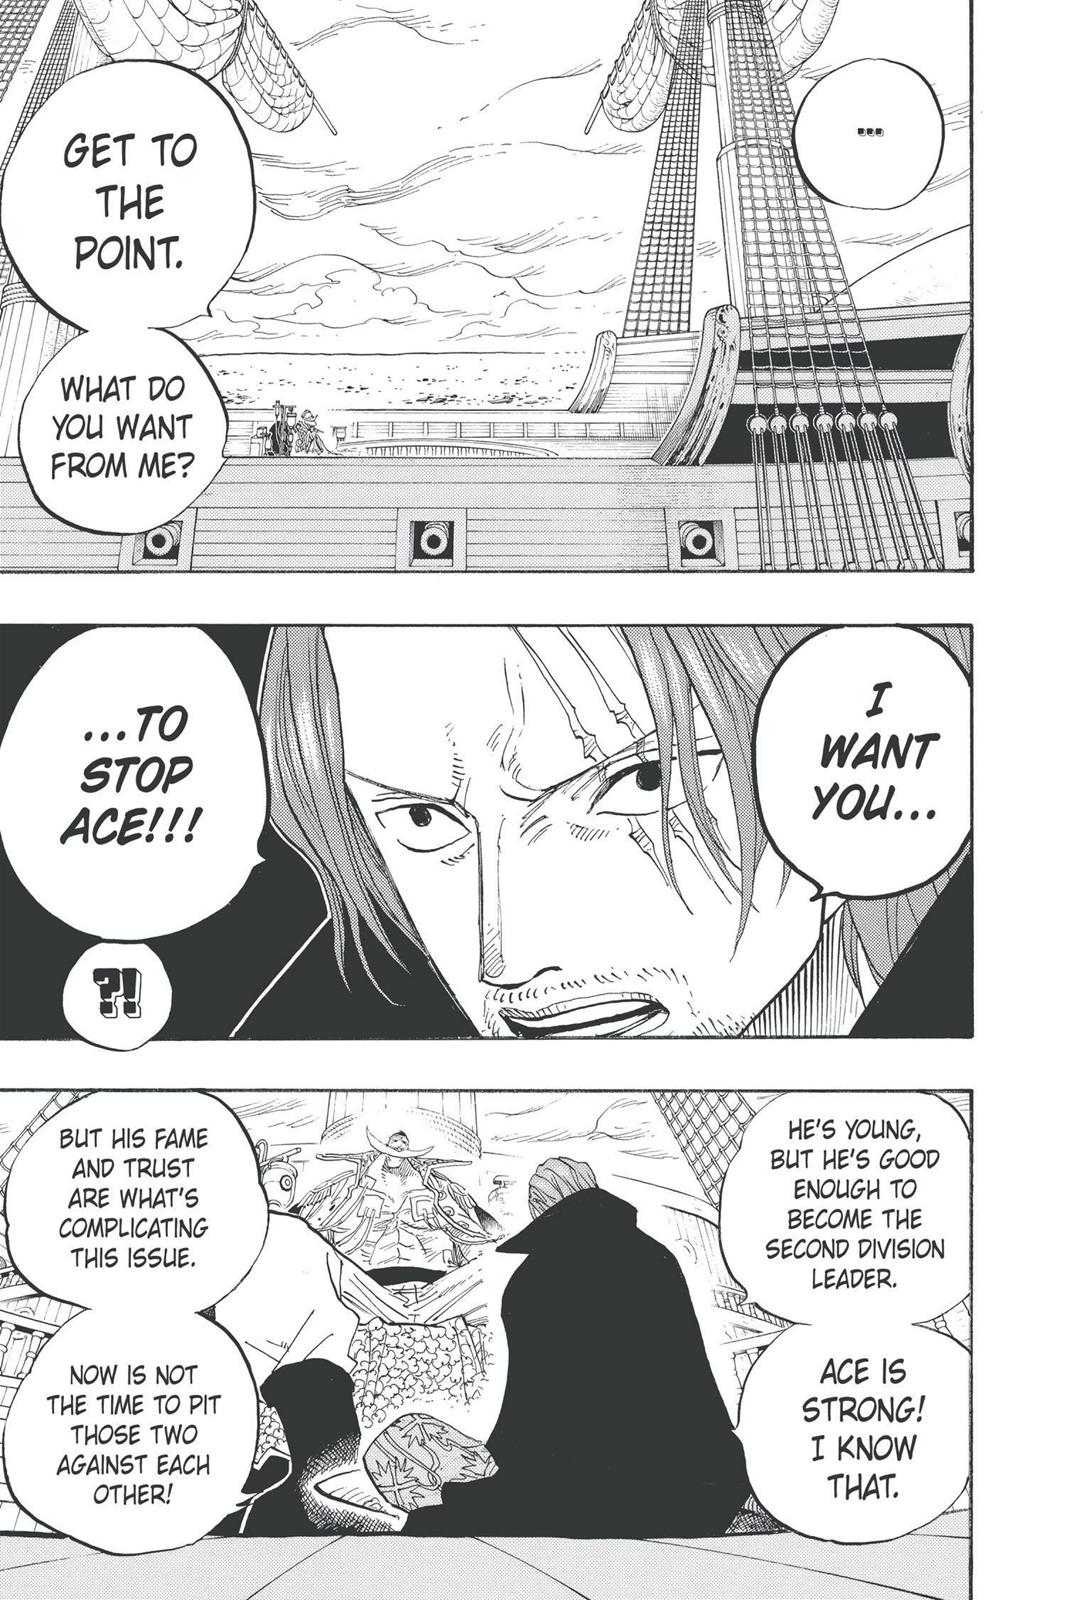 ...
GET TO
THE
POINT.
WHAT DO
YOU WANT
FROM ME?
I
WANT
YOU...
...TO
STOP
ACE!!!
?!
HE'S YOUNG,
BUT HE'S GOOD
ENOUGH TO
BECOME THE
SECOND DIVISION
LEADER.
ACE IS
STRONG!
I KNOW
THAT.
BUT HIS FAME
AND TRUST
ARE WHAT'S
COMPLICATING
THIS ISSUE.
NOW IS NOT
THE TIME TO PIT
THOSE TWO
AGAINST EACH
OTHER!